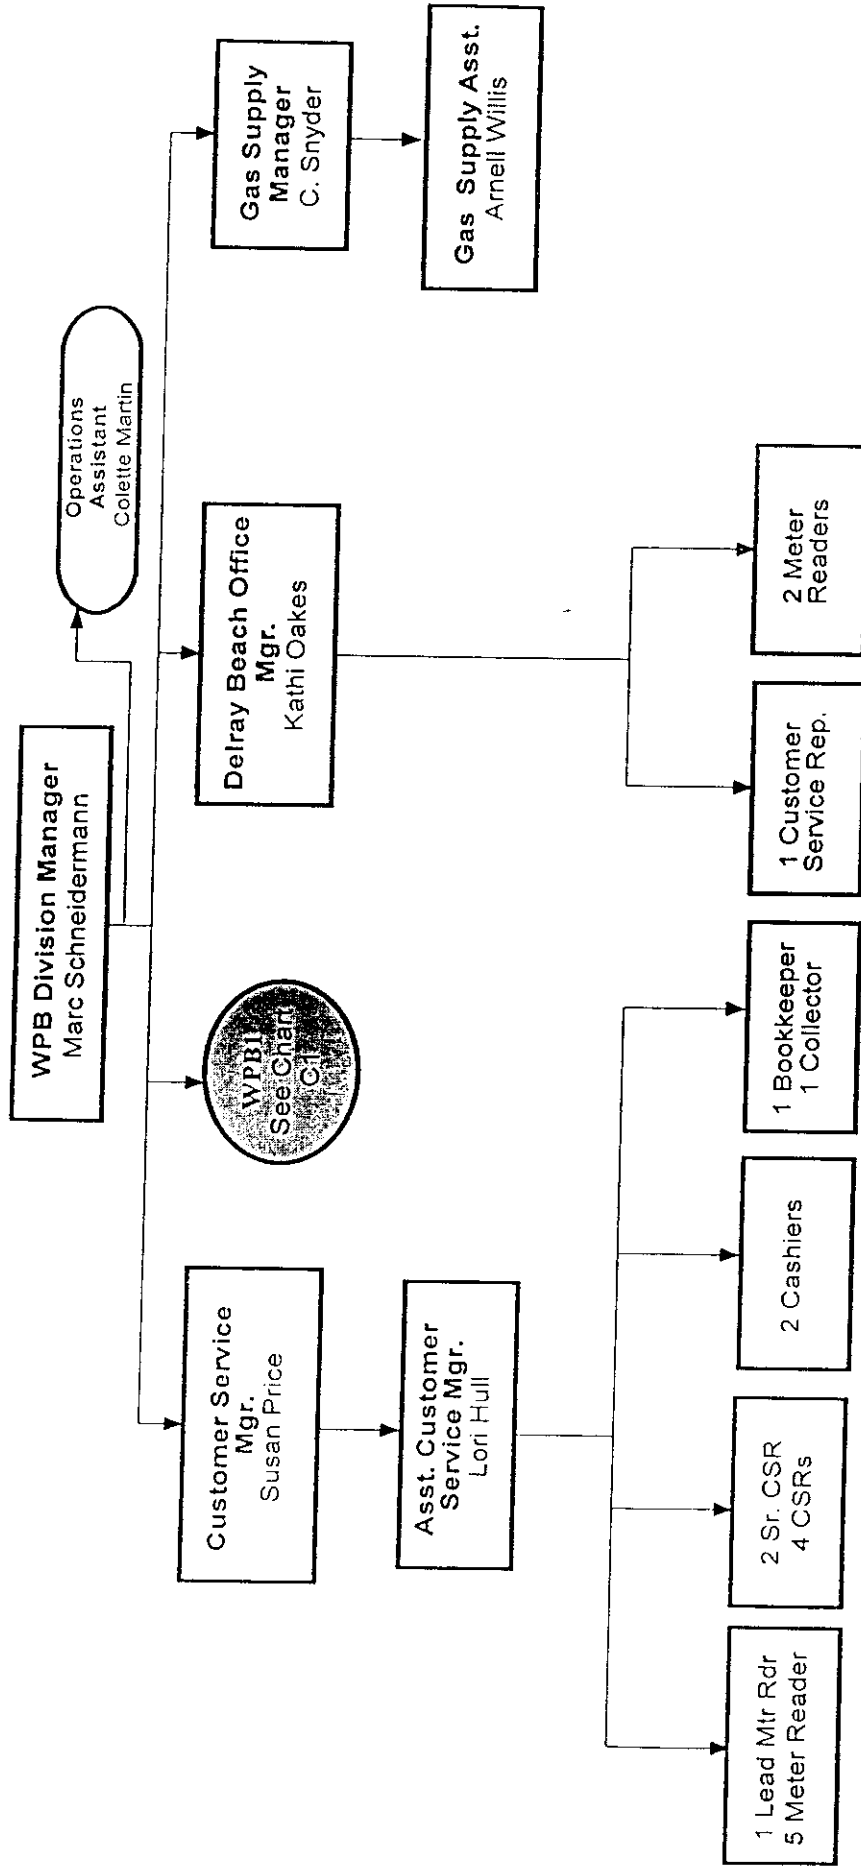 WPB Division Manager
Marc Schneidermann
Operations
Assistant
Colette Martin
Customer Service
Mgr.
Susan Price
See Chart
Delray Beach Office
Mgr.
Kathi Oakes
Gas Supply
Manager
C. Snyder
Asst. Customer
Service Mgr.
Lori Hull
Gas Supply Asst.
Arnell Willis
1 Lead Mtr Rdr
5 Meter Reader
2 Sr. CSR
4 CSRs
2 Cashiers
1 Bookkeeper
1 Collector
1 Customer
Service Rep.
2 Meter
Readers